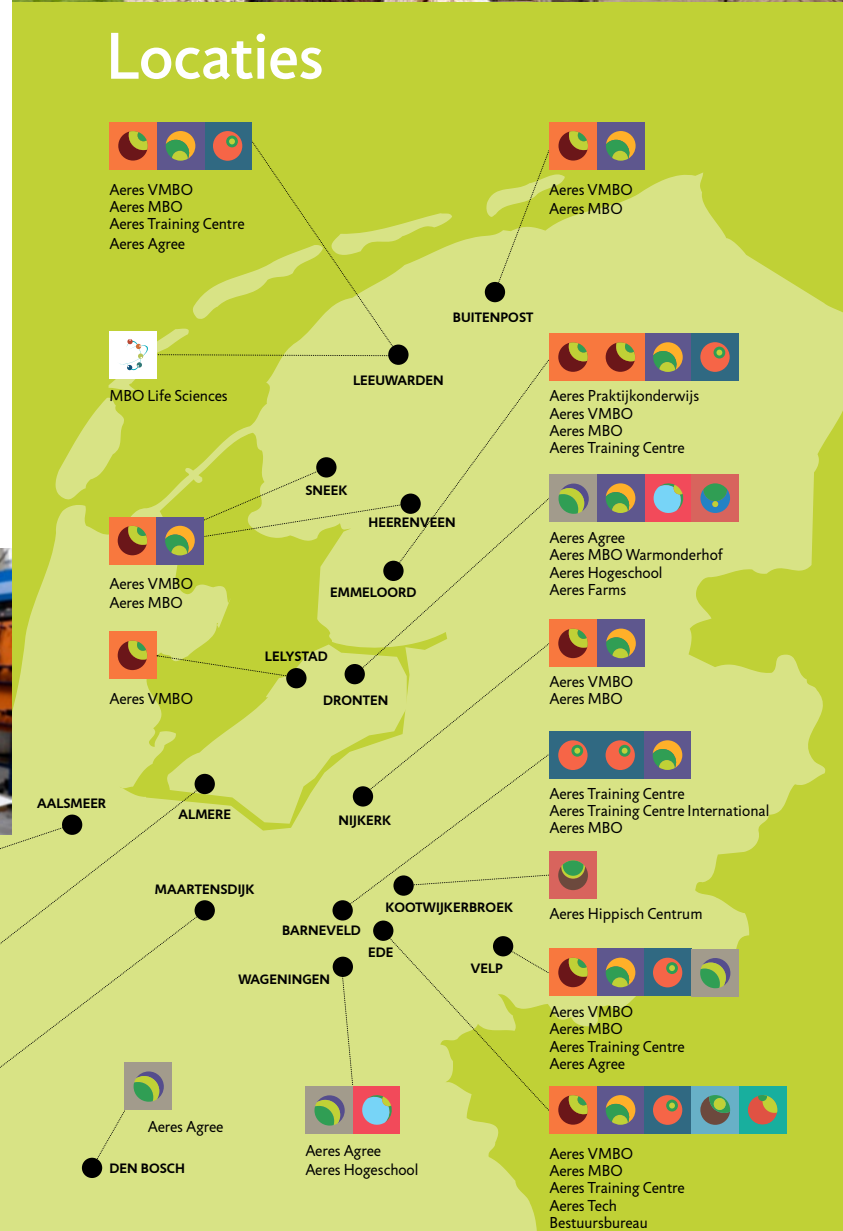 Locaties
Aeres VMBO
Aeres MBO
Aeres Training Centre
Aeres Agree
Aeres VMBO
Aeres MBO
BUITENPOST
LEEUWARDEN
MBO Life Sciences
Aeres Praktijkonderwijs
Aeres VMBO
Aeres MBO
Aeres Training Centre
SNEEK
HEERENVEEN
Aeres VMBO
Aeres MBO
EMMELOORD
Aeres Agree
Aeres MBO Warmonderhof
Aeres Hogeschool
Aeres Farms
LELYSTAD
Aeres VMBO
DRONTEN
Aeres VMBO
Aeres MBO
AALSMEER
ALMERE
NIJKERK
Aeres Training Centre
Aeres Training Centre International
Aeres MBO
MAARTENSDIJK
BARNEVELD
KOOTWIJKERBROEK
Aeres Hippisch Centrum
EDE
WAGENINGEN
VELP
Aeres VMBO
Aeres MBO
Aeres Training Centre
Aeres Agree
Aeres Agree
DEN BOSCH
Aeres Agree
Aeres Hogeschool
Aeres VMBO
Aeres MBO
Aeres Training Centre
Aeres Tech
Bestuursbureau